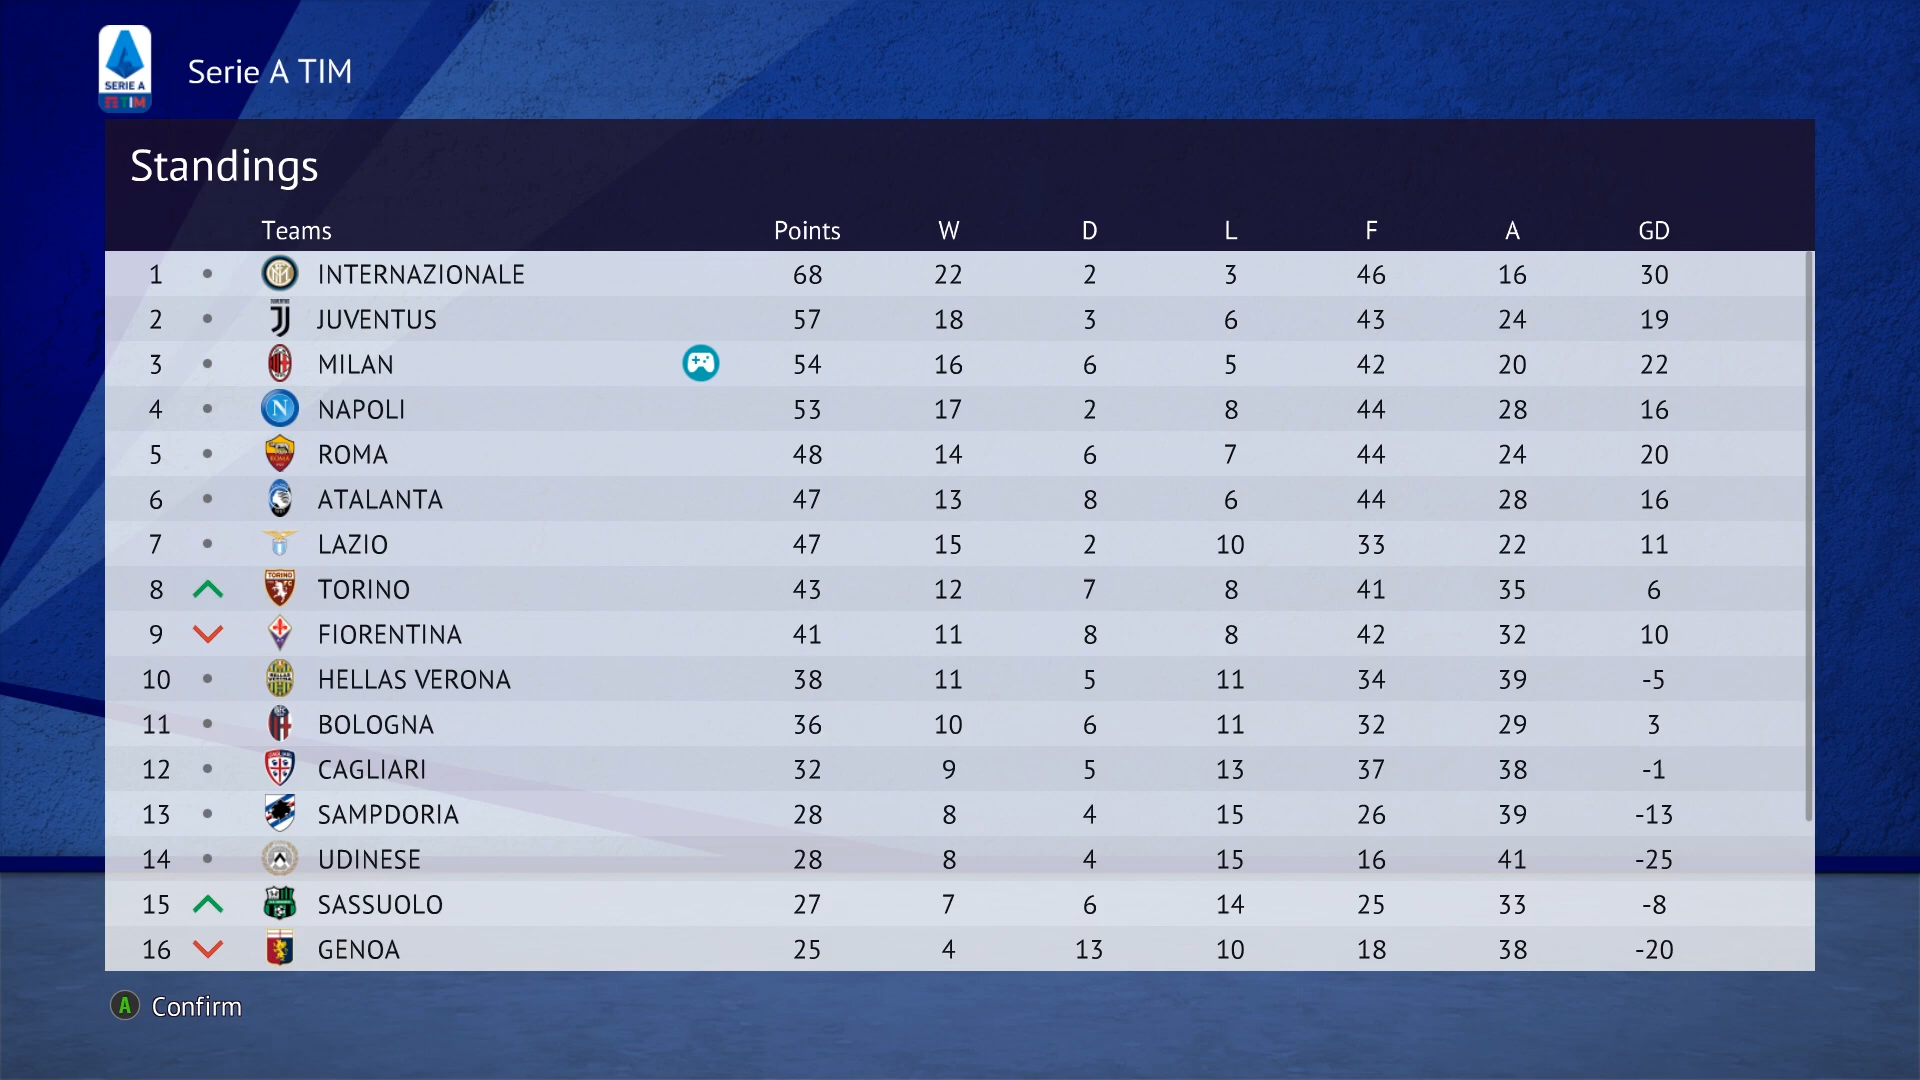 SERIE A
TIM
Serie A TIM
Standings
Teams Points W D L F A GD
1 INTERNAZIONALE 68 22 2 3 46 16 30
2 JUVENTUS 57 18 3 6 43 24 19
3 MILAN 54 16 6 5 42 20 22
4 N NAPOLI 53 17 2 8 44 28 16
5 ROMA 48 14 6 7 44 24 20
6 ATALANTA 47 13 8 6 44 28 16
7 LAZIO 47 15 2 10 33 22 11
8 TORINO 43 12 7 8 41 35 6
9 FIORENTINA 41 11 8 8 42 32 10
10 HELLAS VERONA 38 11 5 11 34 39 -5
11 BOLOGNA 36 10 6 11 32 29 3
12 CAGLIARI 32 9 5 13 37 38 -1
13 SAMPDORIA 28 8 4 15 26 39 -13
14 UDINESE 28 8 4 15 16 41 -25
15 SASSUOLO 27 7 6 14 25 33 -8
16 GENOA 25 4 13 10 18 38 -20
A Confirm